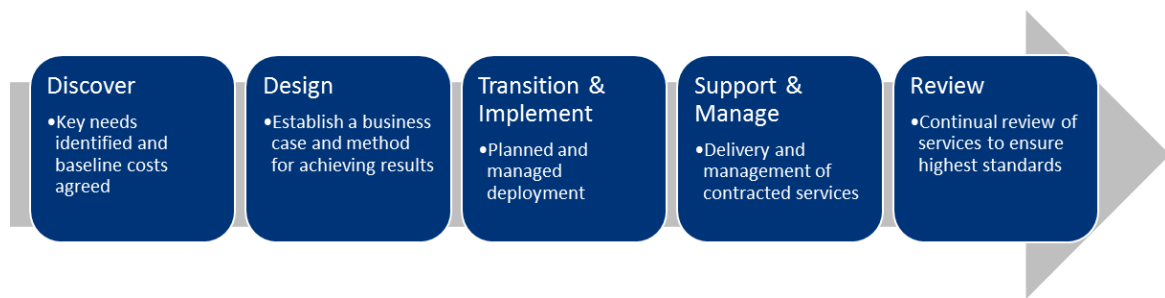 Discover
•Key needs
identified and
baseline costs
agreed
Design
•Establish a business
case and method
for achieving results
Transition &
Implement
•Planned and
managed
deployment
Support &
Manage
•Delivery and
management of
contracted services
Review
•Continual review of
services to ensure
highest standards